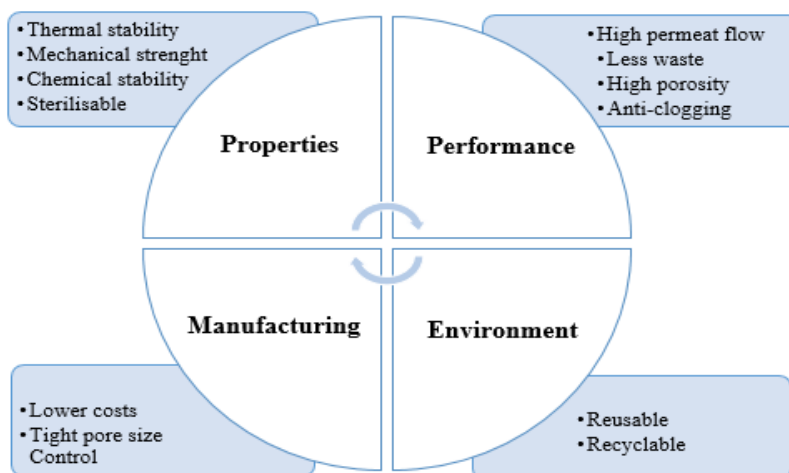 •Thermal stability
•Mechanical strenght
•Chemical stability
•Sterilisable
•High permeat flow
•Less waste
•High porosity
•Anti-clogging
Properties
Performance
Manufacturing
Environment
•Lower costs
•Tight pore size
Control
•Reusable
•Recyclable